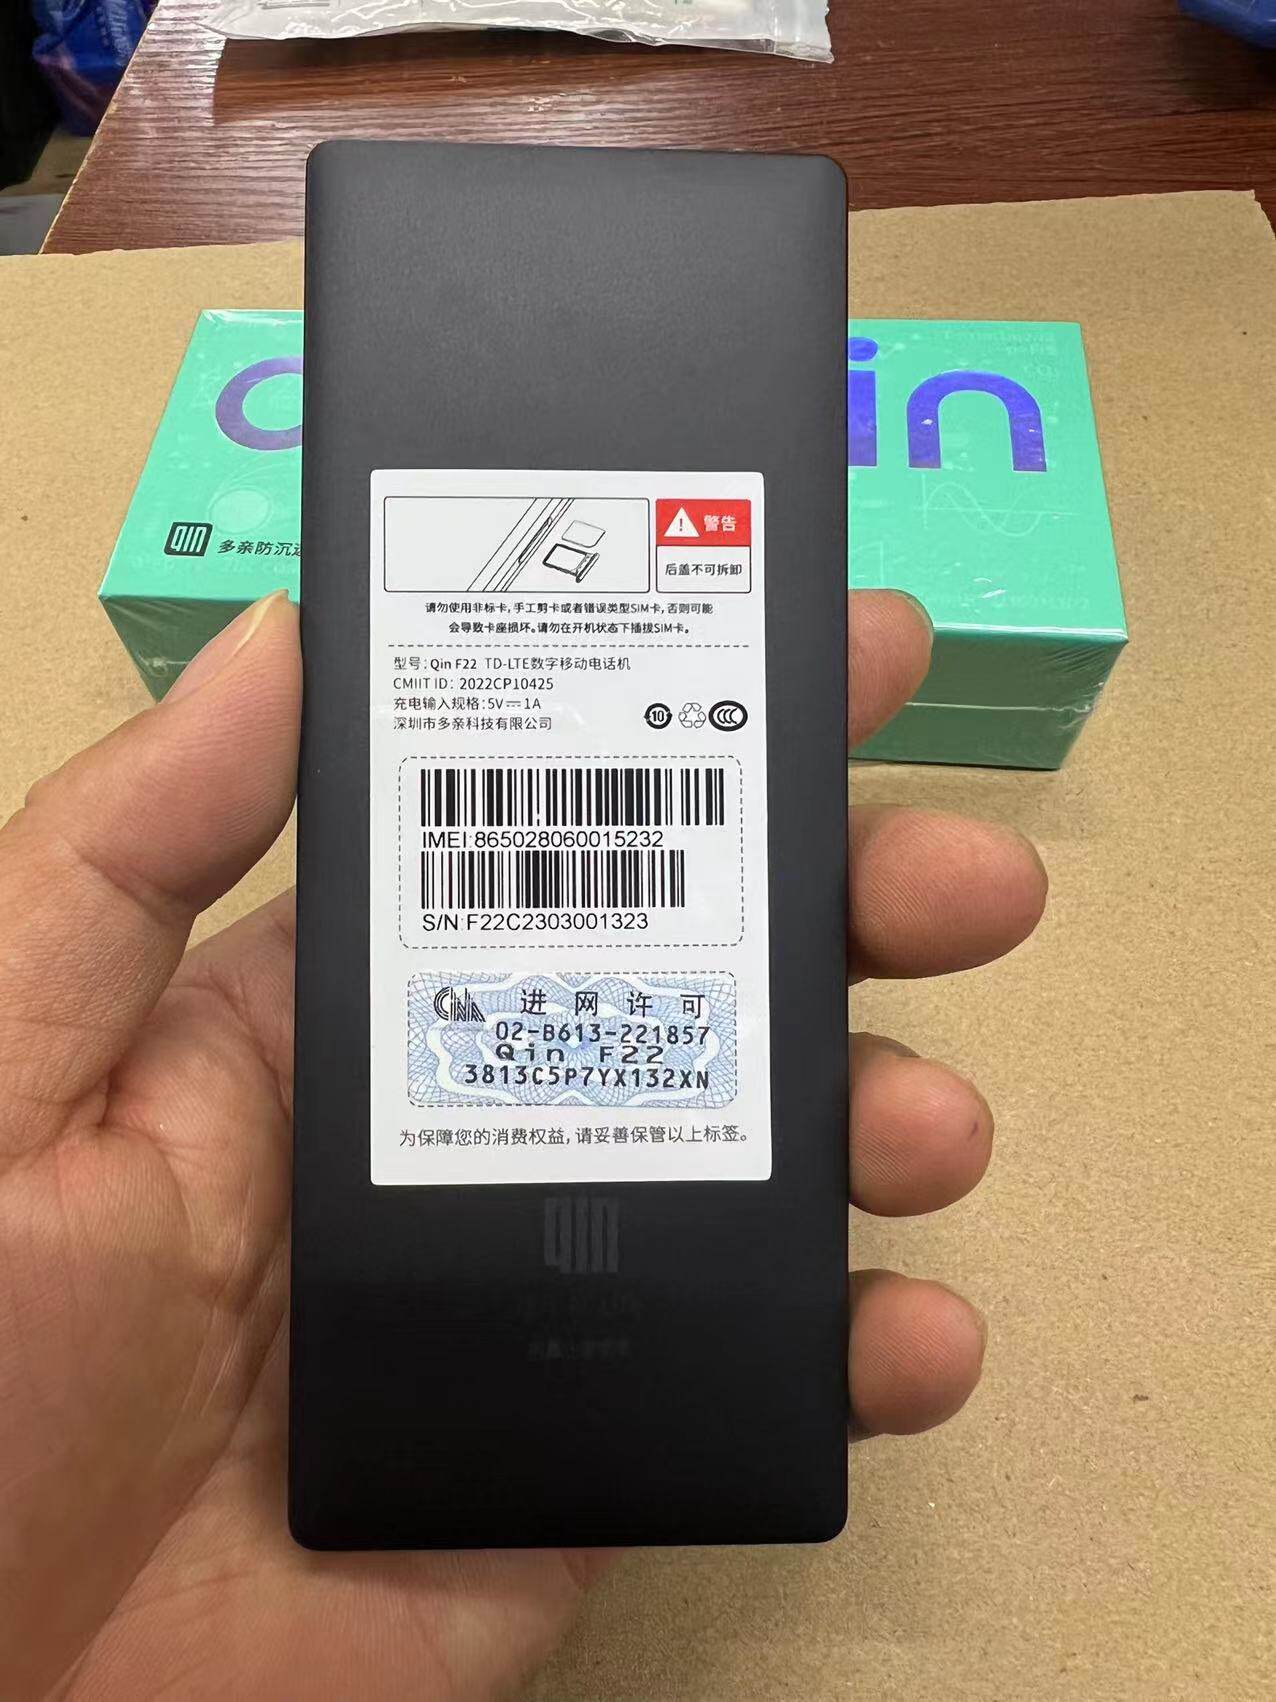 in
qin 多亲防沉迷
警告
后盖不可拆卸
请勿使用非标卡,手工剪卡或者错误类型SIM卡,否则可能
会导致卡座损坏。请勿在开机状态下插拔SIM卡。
型号:Qin F22 TD-LTE数字移动电话机
CMIIT ID: 2022CP10425
充电输入规格:5V⎓1A
深圳市多亲科技有限公司
10
CCC
IMEI:865028060015232
S/N:F22C2303001323
CNA 进网许可
02-B613-221857
Qin F22
3813C5P7YX132XN
为保障您的消费权益,请妥善保管以上标签。
qin